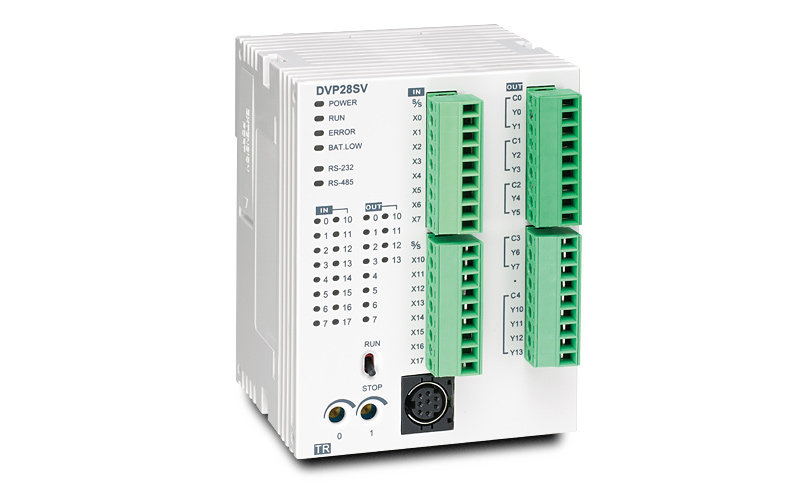 DVP28SV
POWER
RUN
ERROR
BAT.LOW
RS-232
RS-485
IN
0 10
1 11
2 12
3 13
4 14
5 15
6 16
7 17
OUT
0 10
1 11
2 12
3 13
4
5
6
7
RUN
STOP
0 1
TR
IN
S/S
X0
X1
X2
X3
X4
X5
X6
X7
S/S
X10
X11
X12
X13
X14
X15
X16
X17
OUT
C0
Y0
Y1
C1
Y2
Y3
C2
Y4
Y5
C3
Y6
Y7
•
C4
Y10
Y11
Y12
Y13